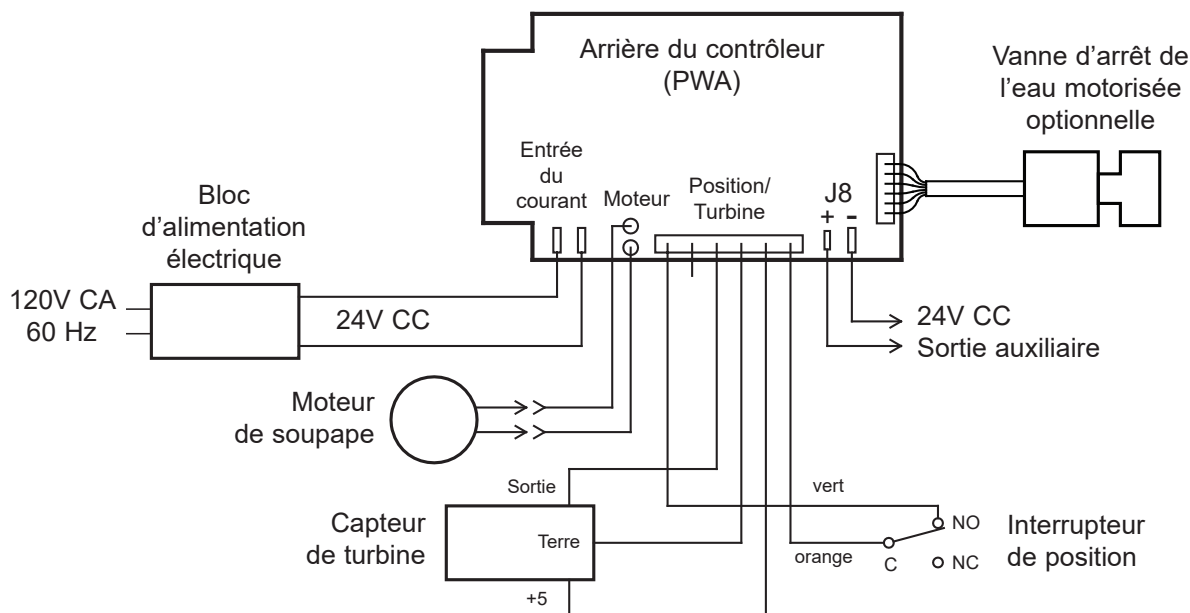 Arrière du contrôleur
(PWA)
Vanne d’arrêt de
l’eau motorisée
optionnelle
Entrée
du
courant
Moteur
Position/
Turbine
J8
+ -
Bloc
d’alimentation
électrique
120V CA
60 Hz
24V CC
24V CC
Sortie auxiliaire
Moteur
de soupape
Sortie
vert
Capteur
de turbine
Terre
orange
C
NO
NC
Interrupteur
de position
+5